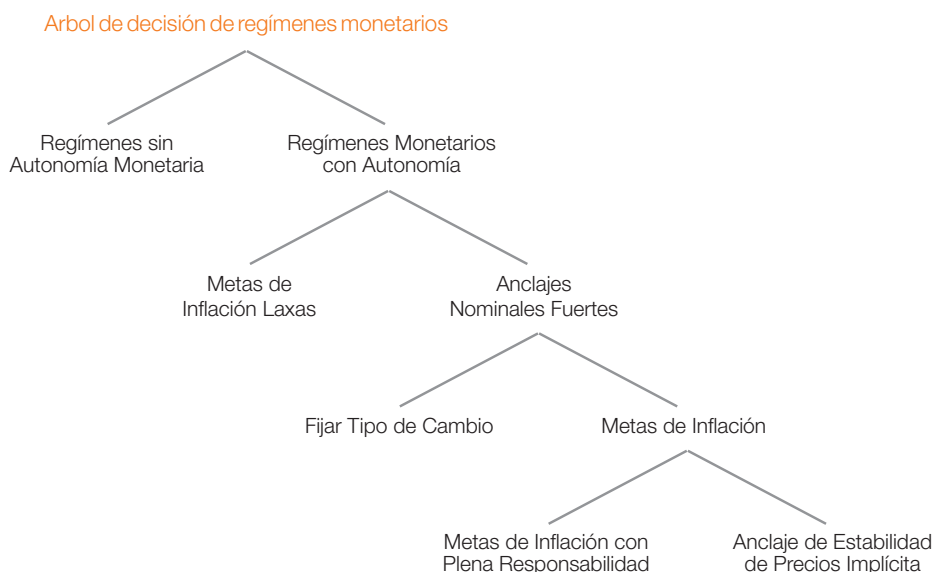 Arbol de decisión de regímenes monetarios
Regímenes sin
Autonomía Monetaria
Regímenes Monetarios
con Autonomía
Metas de
Inflación Laxas
Anclajes
Nominales Fuertes
Fijar Tipo de Cambio
Metas de Inflación
Metas de Inflación con
Plena Responsabilidad
Anclaje de Estabilidad
de Precios Implícita